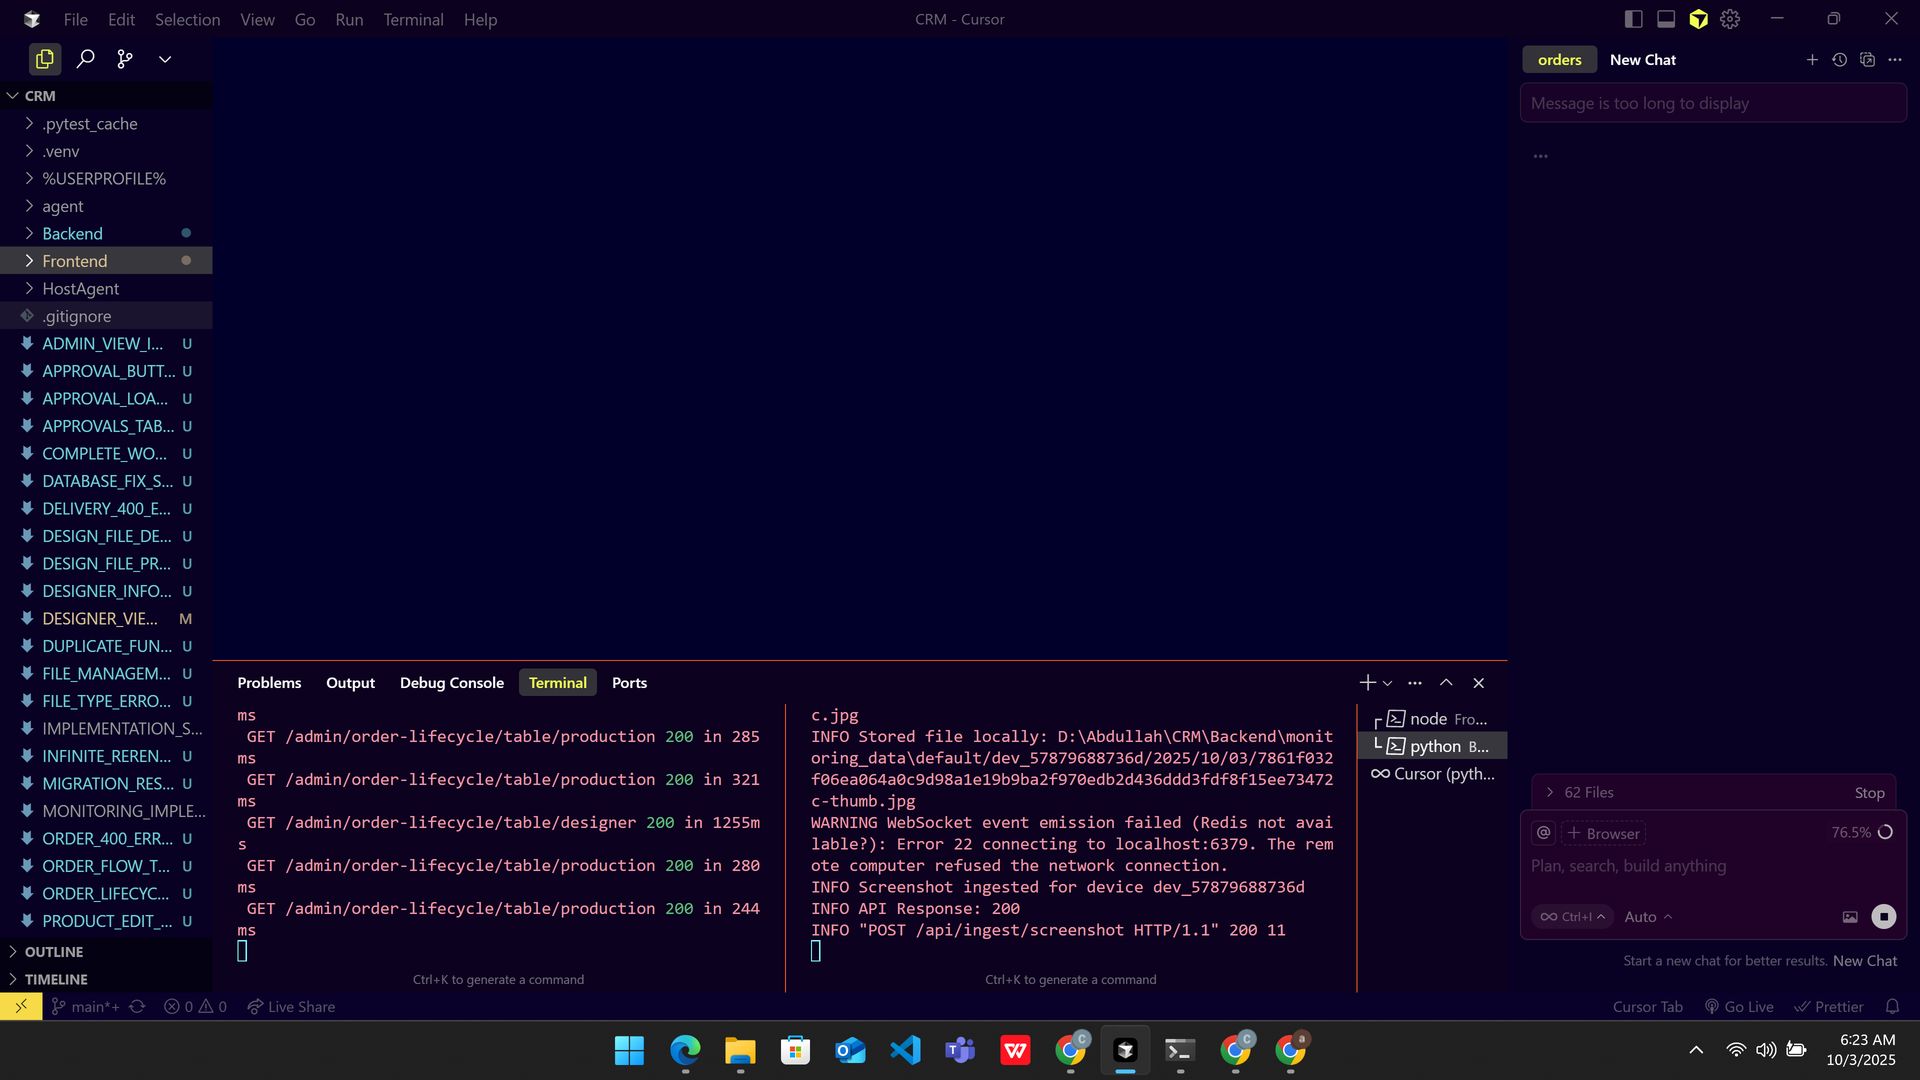 File Edit Selection View Go Run Terminal Help
CRM - Cursor
CRM
.pytest_cache
.venv
%USERPROFILE%
agent
Backend
Frontend
HostAgent
.gitignore
ADMIN_VIEW_I... U
APPROVAL_BUTT... U
APPROVAL_LOA... U
APPROVALS_TAB... U
COMPLETE_WO... U
DATABASE_FIX_S... U
DELIVERY_400_E... U
DESIGN_FILE_DE... U
DESIGN_FILE_PR... U
DESIGNER_INFO... U
DESIGNER_VIE... M
DUPLICATE_FUN... U
FILE_MANAGEM... U
FILE_TYPE_ERRO... U
IMPLEMENTATION_S...
INFINITE_REREN... U
MIGRATION_RES... U
MONITORING_IMPLE...
ORDER_400_ERR... U
ORDER_FLOW_T... U
ORDER_LIFECYC... U
PRODUCT_EDIT_... U
OUTLINE
TIMELINE
Problems Output Debug Console Terminal Ports
ms
GET /admin/order-lifecycle/table/production 200 in 285
ms
GET /admin/order-lifecycle/table/production 200 in 321
ms
GET /admin/order-lifecycle/table/designer 200 in 1255m
s
GET /admin/order-lifecycle/table/production 200 in 280
ms
GET /admin/order-lifecycle/table/production 200 in 244
ms
Ctrl+K to generate a command
c.jpg
INFO Stored file locally: D:\Abdullah\CRM\Backend\monit
oring_data\default/dev_57879688736d/2025/10/03/7861f032
f06ea064a0c9d98a1e19b9ba2f970edb2d436ddd3fdf8f15ee73472
c-thumb.jpg
WARNING WebSocket event emission failed (Redis not avai
lable?): Error 22 connecting to localhost:6379. The rem
ote computer refused the network connection.
INFO Screenshot ingested for device dev_57879688736d
INFO API Response: 200
INFO "POST /api/ingest/screenshot HTTP/1.1" 200 11
Ctrl+K to generate a command
node Fro...
python B...
Cursor (pyth...
orders New Chat
Message is too long to display
...
62 Files Stop
@ + Browser 76.5%
Plan, search, build anything
∞ Ctrl+I Auto
Start a new chat for better results. New Chat
main*+ 0 0 Live Share
Cursor Tab Go Live Prettier
6:23 AM
10/3/2025